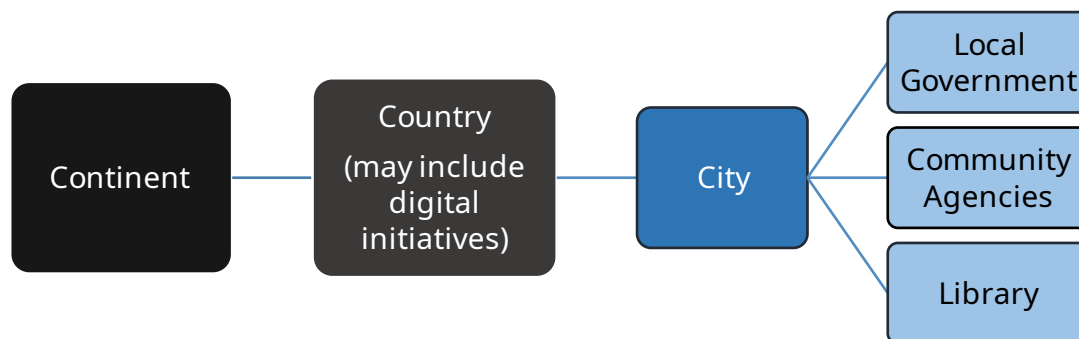 Continent
Country
(may include
digital
initiatives)
City
Local
Government
Community
Agencies
Library